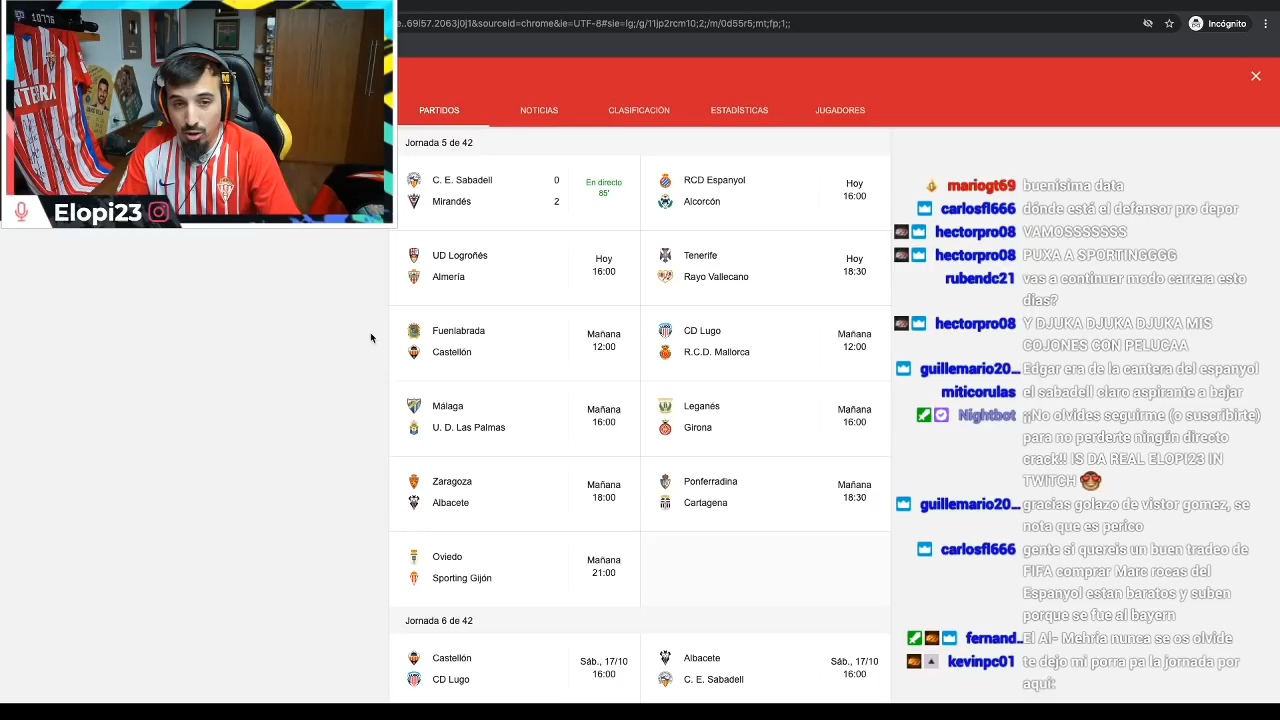 10776
e..69i57.2063j0j1&sourceid=chrome&ie=UTF-8#sie=lg;/g/11jp2rcm10;2;/m/0d55r5;mt;fp;1;;
Incógnito
PARTIDOS
NOTICIAS
CLASIFICACIÓN
ESTADÍSTICAS
JUGADORES
Elopi23
Jornada 5 de 42
C. E. Sabadell 0
Mirandés 2
En directo
85'
RCD Espanyol
Alcorcón
Hoy
16:00
UD Logroñés
Almería
Hoy
16:00
Tenerife
Rayo Vallecano
Hoy
18:30
Fuenlabrada
Castellón
Mañana
12:00
CD Lugo
R.C.D. Mallorca
Mañana
12:00
Málaga
U. D. Las Palmas
Mañana
16:00
Leganés
Girona
Mañana
16:00
Zaragoza
Albacete
Mañana
18:00
Ponferradina
Cartagena
Mañana
18:30
Oviedo
Sporting Gijón
Mañana
21:00
Jornada 6 de 42
Castellón
CD Lugo
Sáb., 17/10
16:00
Albacete
C. E. Sabadell
Sáb., 17/10
16:00
mariogt69 buenisima data
carlosfl666 dónde está el defensor pro depor
hectorpro08 VAMOSSSSSSS
hectorpro08 PUXA A SPORTINGGGG
rubendc21 vas a continuar modo carrera esto
dias?
hectorpro08 Y DJUKA DJUKA DJUKA MIS
COJONES CON PELUCAA
guillemario20... Edgar era de la cantera del espanyol
miticorulas el sabadell claro aspirante a bajar
Nightbot ¡¡No olvides seguirme (o suscribirte)
para no perderte ningún directo
crack!! IS DA REAL ELOPI23 IN
TWITCH
guillemario20... gracias golazo de vistor gomez, se
nota que es perico
carlosfl666 gente si quereis un buen tradeo de
FIFA comprar Marc rocas del
Espanyol estan baratos y suben
porque se fue al bayern
fernand... El Al- Mehria nunca se os olvide
kevinpc01 te dejo mi porra pa la jornada por
aqui: